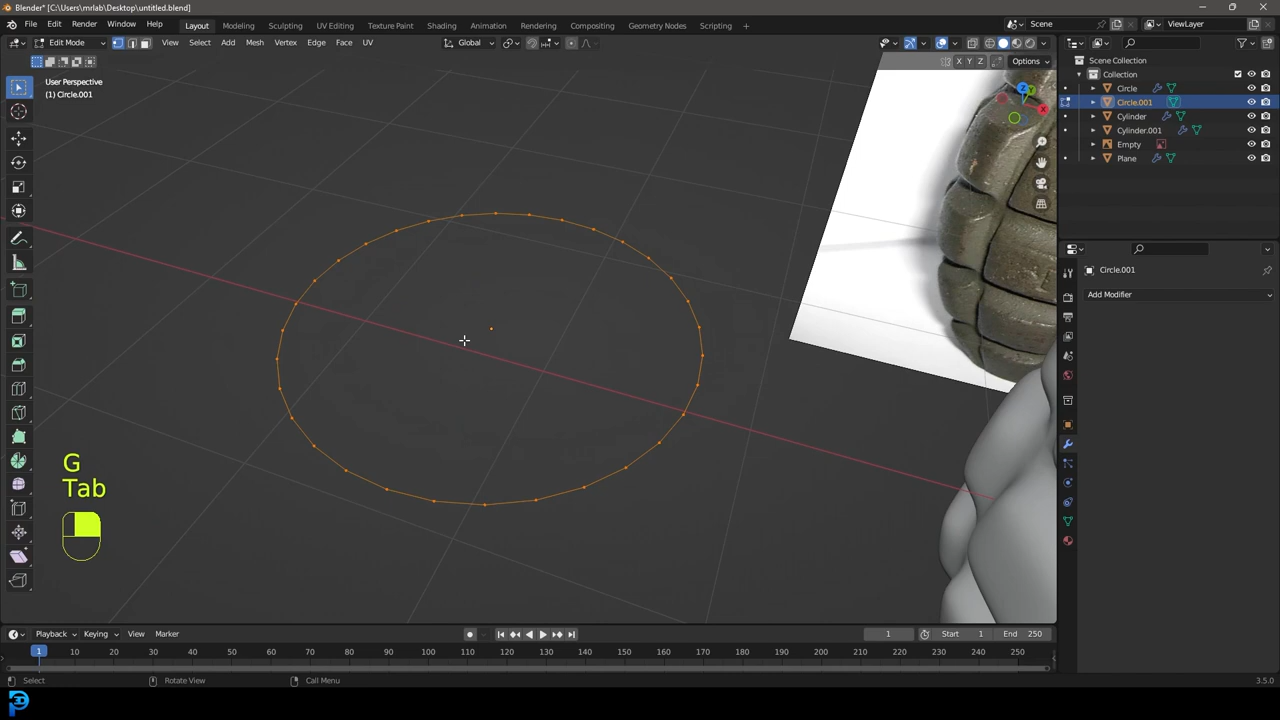 Blender* [C:\Users\mrlab\Desktop\untitled.blend]
File Edit Render Window Help Layout Modeling Sculpting UV Editing Texture Paint Shading Animation Rendering Compositing Geometry Nodes Scripting + Scene ViewLayer
Edit Mode View Select Add Mesh Vertex Edge Face UV Global
X Y Z Options
User Perspective
(1) Circle.001
Scene Collection
Collection
Circle
Circle.001
Cylinder
Cylinder.001
Empty
Plane
Circle.001
Add Modifier
G
Tab
Playback Keying View Marker 1 Start 1 End 250
1 10 20 30 40 50 60 70 80 90 100 110 120 130 140 150 160 170 180 190 200 210 220 230 240 250
Select Rotate View Call Menu 3.5.0